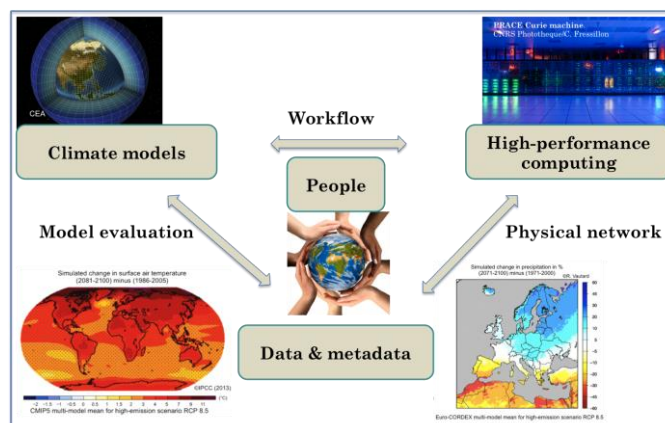 PRACE Curie machine
CNRS Phototheque/C. Fressillon
CEA
Workflow
Climate models
High-performance
computing
People
Model evaluation
Physical network
Simulated change in surface air temperature
(2081-2100) minus (1986-2005)
Simulated change in precipitation in %
(2071-2100) minus (1971-2000)
©R. Vautard
Data & metadata
©IPCC (2013)
(°C)
CMIP5 multi-model mean for high-emission scenario RCP 8.5
Euro-CORDEX multi-model mean for high-emission scenario RCP 8.5